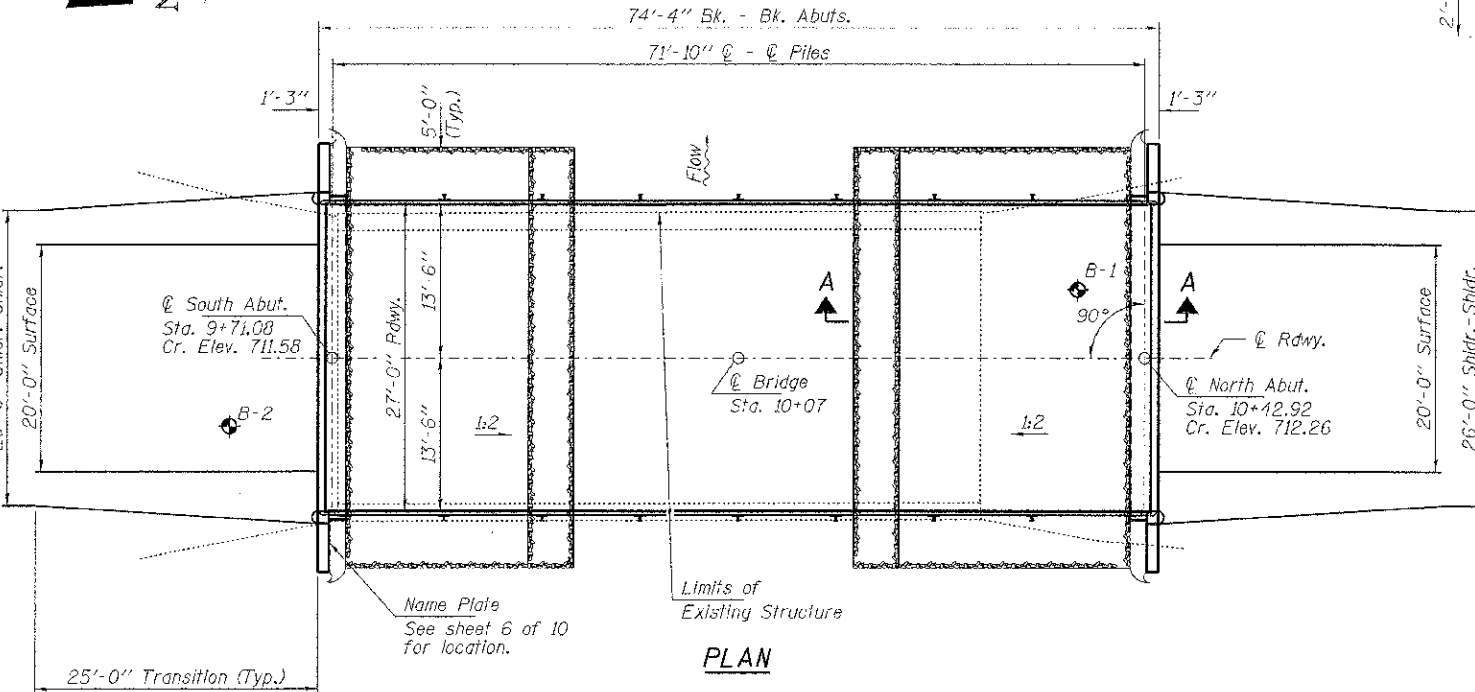 74'-4" Bk. - Bk. Abuts.
71'-10" ℄ - ℄ Piles
1'-3"
1'-3"
5'-0"
(Typ.)
Flow
℄ South Abut.
Sta. 9+71.08
Cr. Elev. 711.58
20'-0" Surface
B-2
27'-0" Rdwy.
13'-6"
13'-6"
1:2
℄ Bridge
Sta. 10+07
A
A
B-1
90°
1:2
℄ Rdwy.
℄ North Abut.
Sta. 10+42.92
Cr. Elev. 712.26
20'-0" Surface
26'-0" Shldr.-Shldr.
Name Plate
See sheet 6 of 10
for location.
Limits of
Existing Structure
25'-0" Transition (Typ.)
PLAN